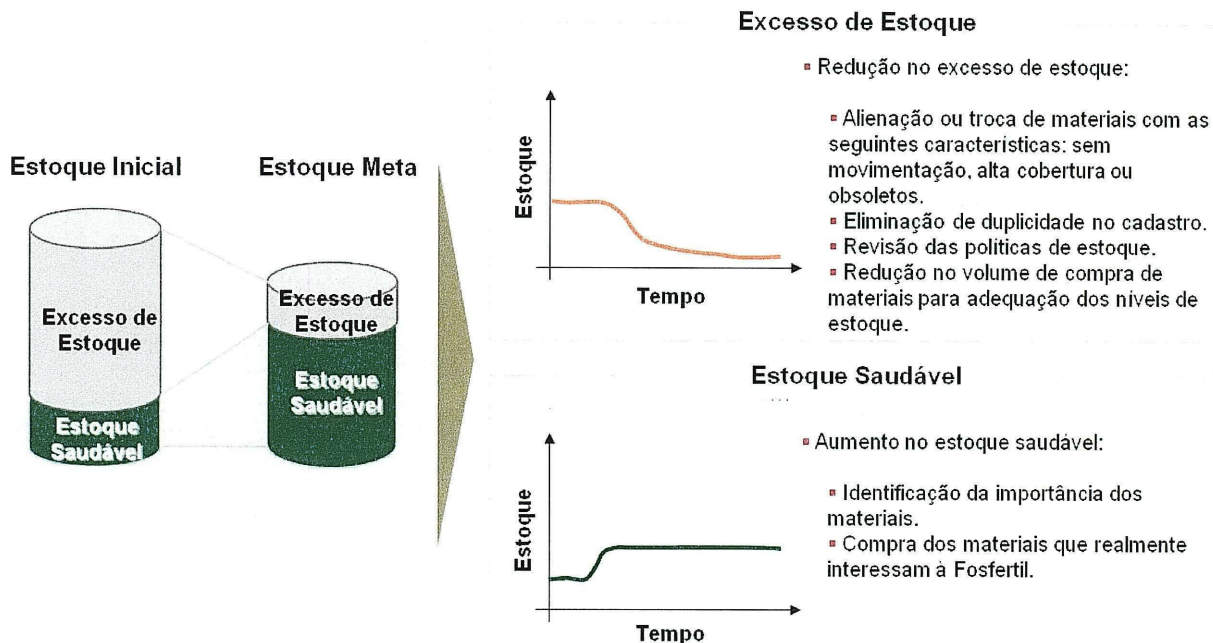 Estoque Inicial
Excesso de
Estoque
Estoque
Saudável
Estoque Meta
Excesso de
Estoque
Estoque
Saudável
Excesso de Estoque
Estoque
Tempo
Redução no excesso de estoque:
Alienação ou troca de materiais com as
seguintes características: sem
movimentação, alta cobertura ou
obsoletos.
Eliminação de duplicidade no cadastro.
Revisão das políticas de estoque.
Redução no volume de compra de
materiais para adequação dos níveis de
estoque.
Estoque Saudável
Estoque
Tempo
Aumento no estoque saudável:
Identificação da importância dos
materiais.
Compra dos materiais que realmente
interessam à Fosfertil.